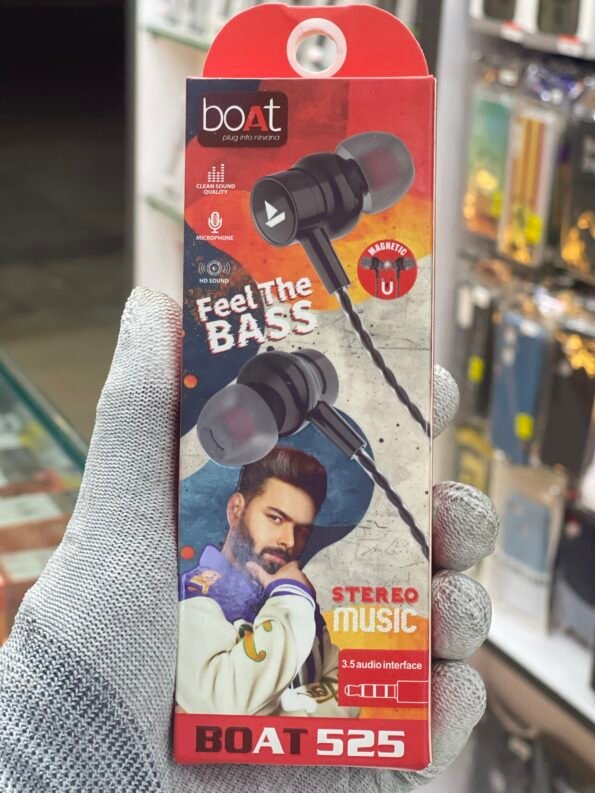 boAt
plug into nirvana
CLEAN SOUND
QUALITY
MICROPHONE
HD SOUND
MAGNETIC
Feel The
BASS
STEREO
MUSIC
3.5 audio interface
BOAT 525